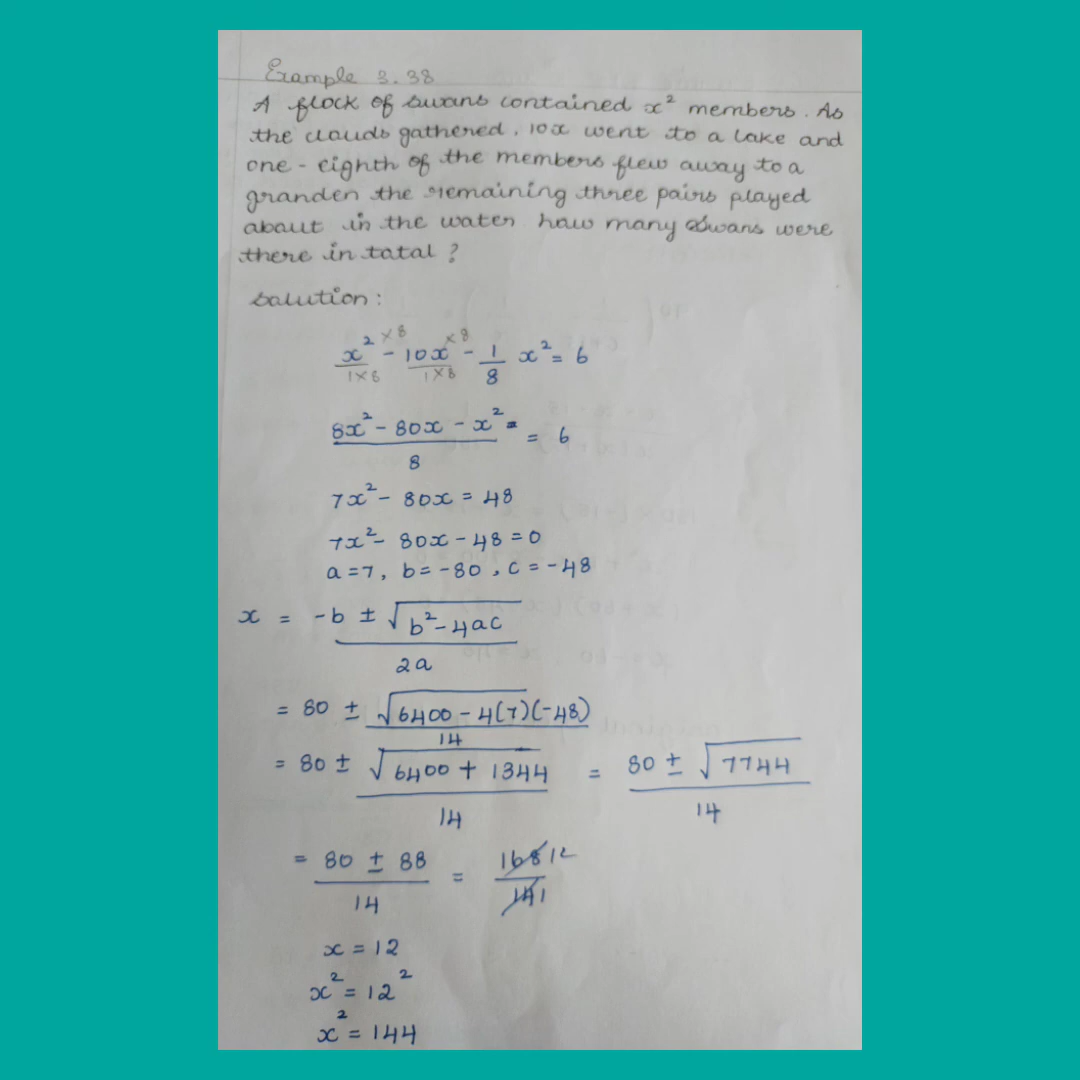 Example 3.38
A flock of swans contained x² members. As
the clouds gathered, 10x went to a lake and
one - eighth of the members flew away to a
granden the remaining three pairs played
about in the water how many Swans were
there in total ?
Solution :
x² × 8 / 1×8 - 10x × 8 / 1×8 - 1/8 x² = 6
8x² - 80x - x² = / 8 = 6
7x² - 80x = 48
7x² - 80x - 48 = 0
a = 7, b = -80, c = -48
x = -b ± √b² - 4ac / 2a
= 80 ± √6400 - 4(7)(-48) / 14
= 80 ± √6400 + 1344 / 14 = 80 ± √7744 / 14
= 80 ± 88 / 14 = 168 12 / 14 1
x = 12
x² = 12²
x² = 144